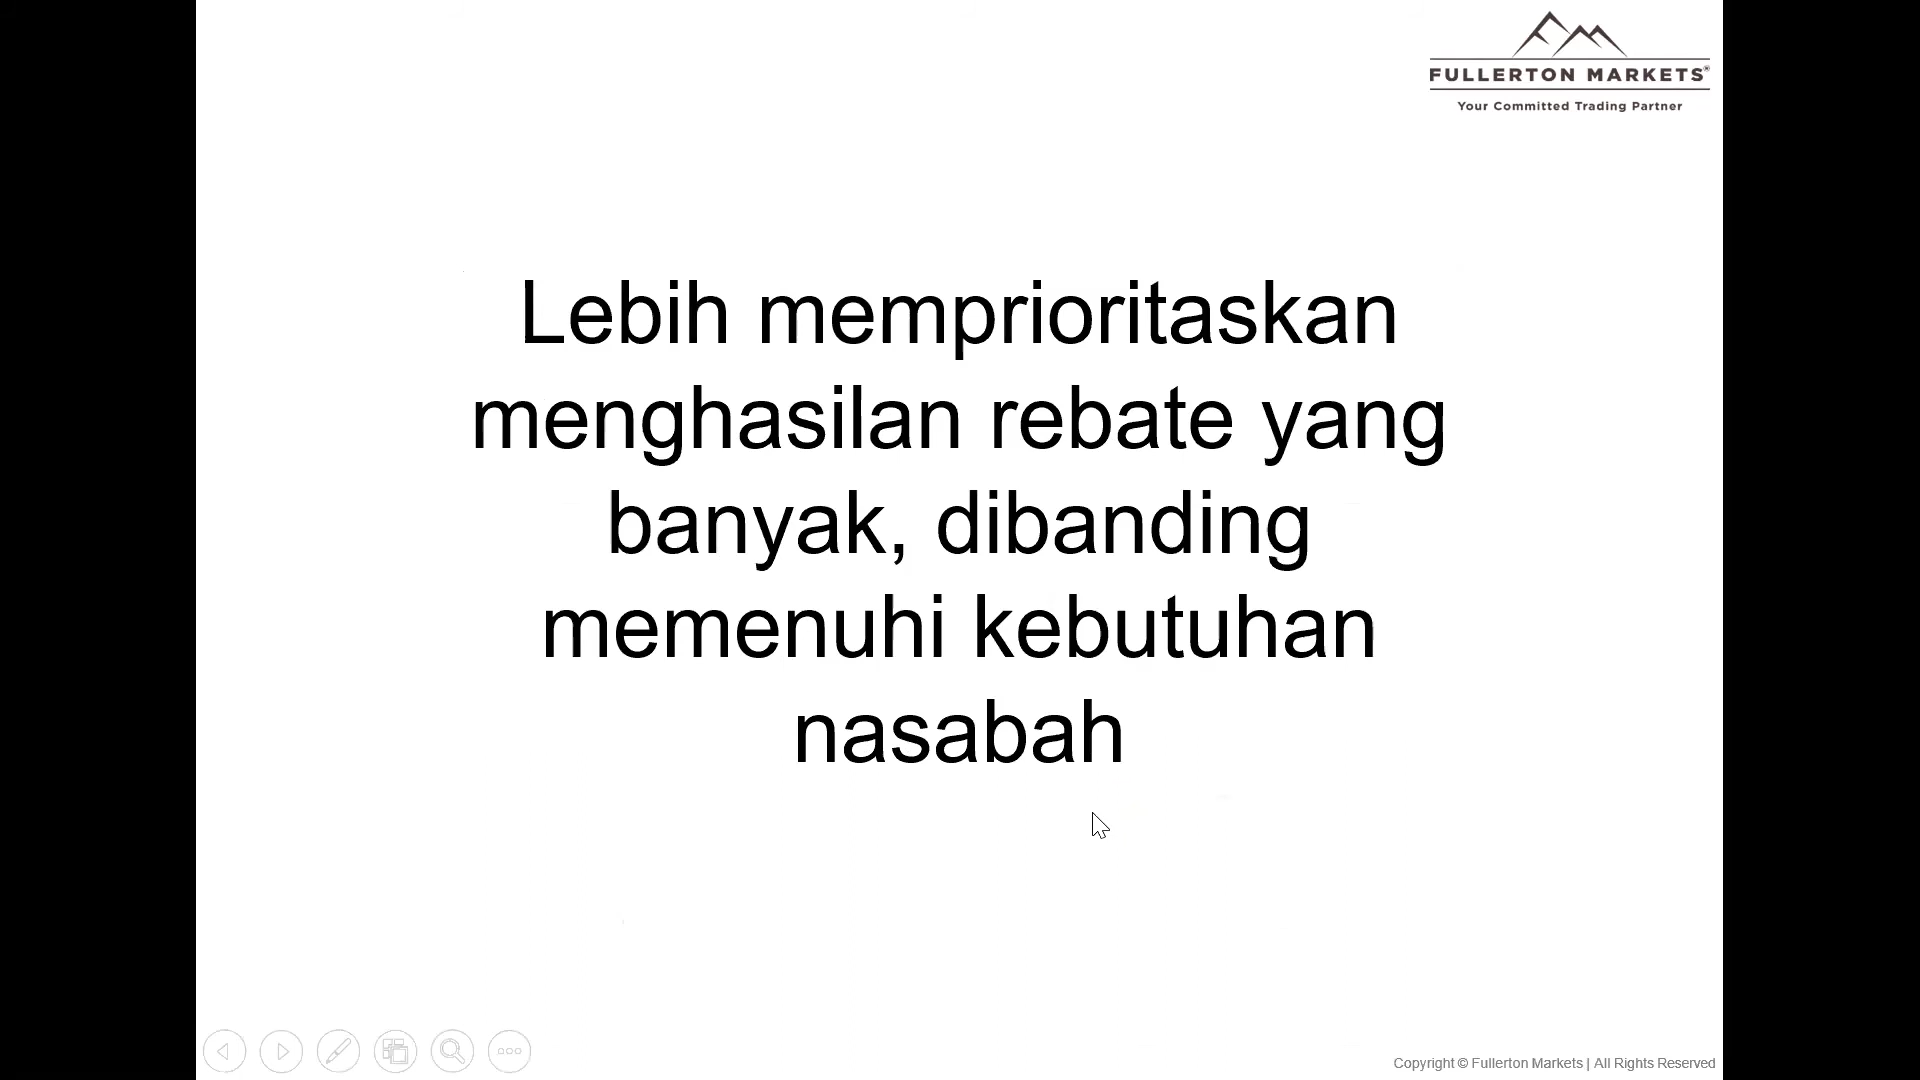 FULLERTON MARKETS®
Your Committed Trading Partner
Lebih memprioritaskan
menghasilan rebate yang
banyak, dibanding
memenuhi kebutuhan
nasabah
Copyright © Fullerton Markets | All Rights Reserved